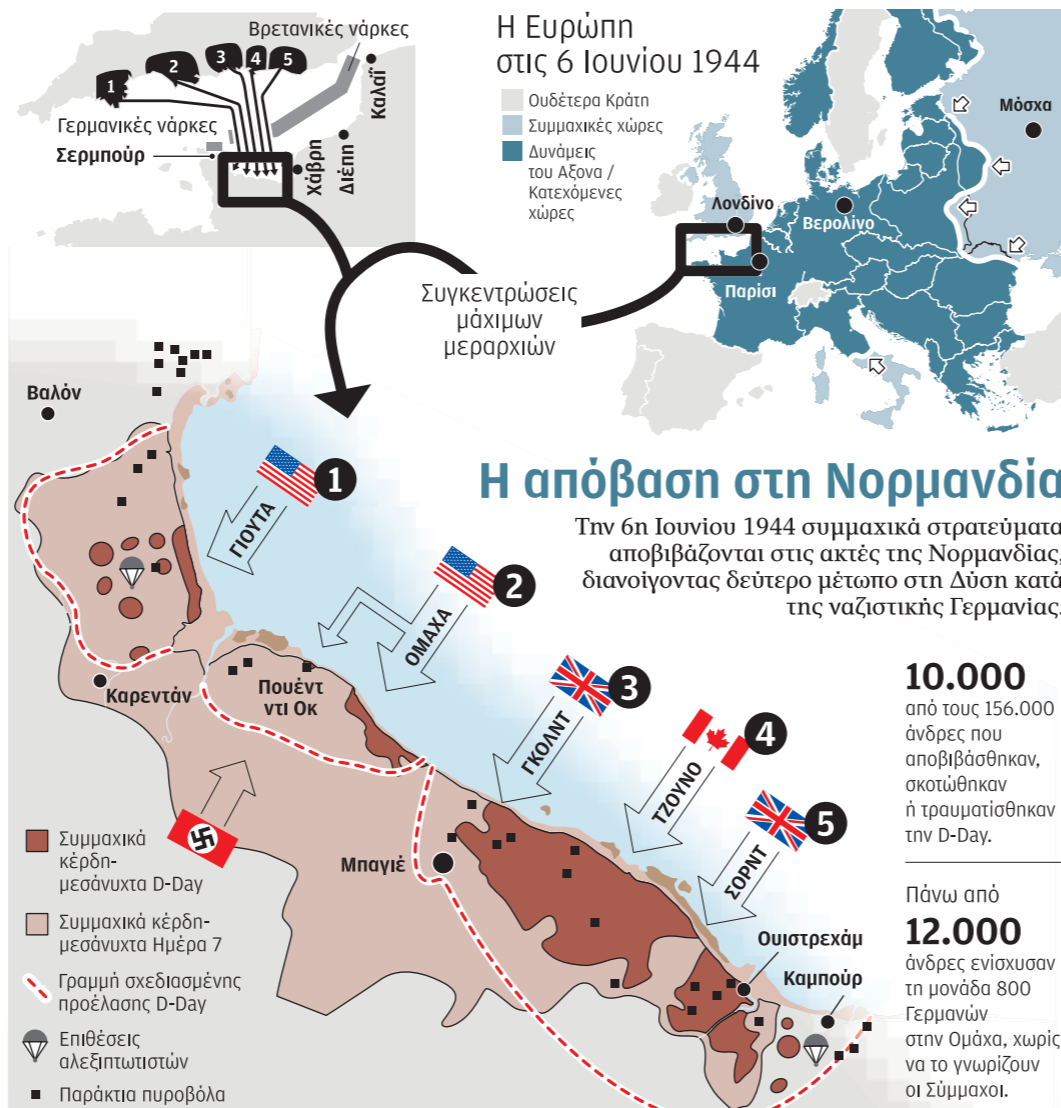 Βρετανικές νάρκες
1
2
3
4
5
Καλαΐ
Γερμανικές νάρκες
Σερμπούρ
Χάβρη
Διέπη
Η Ευρώπη
στις 6 Ιουνίου 1944
Ουδέτερα Κράτη
Συμμαχικές χώρες
Δυνάμεις
του Αξονα /
Κατεχόμενες
χώρες
Μόσχα
Λονδίνο
Βερολίνο
Παρίσι
Συγκεντρώσεις
μάχιμων
μεραρχιών
Η απόβαση στη Νορμανδία
Την 6η Ιουνίου 1944 συμμαχικά στρατεύματα
αποβιβάζονται στις ακτές της Νορμανδίας,
διανοίγοντας δεύτερο μέτωπο στη Δύση κατά
της ναζιστικής Γερμανίας.
Βαλόν
1
ΓΙΟΥΤΑ
2
ΟΜΑΧΑ
3
ΓΚΟΛΝΤ
4
ΤΖΟΥΝΟ
5
ΣΟΡΝΤ
Καρεντάν
Πουέντ
ντι Οκ
Μπαγιέ
Ουιστρεχάμ
Καμπούρ
10.000
από τους 156.000
άνδρες που
αποβιβάσθηκαν,
σκοτώθηκαν
ή τραυματίσθηκαν
την D-Day.
Πάνω από
12.000
άνδρες ενίσχυσαν
τη μονάδα 800
Γερμανών
στην Ομάχα, χωρίς
να το γνωρίζουν
οι Σύμμαχοι.
Συμμαχικά
κέρδη-
μεσάνυχτα D-Day
Συμμαχικά κέρδη-
μεσάνυχτα Ημέρα 7
Γραμμή σχεδιασμένης
προέλασης D-Day
Επιθέσεις
αλεξιπτωτιστών
Παράκτια πυροβόλα